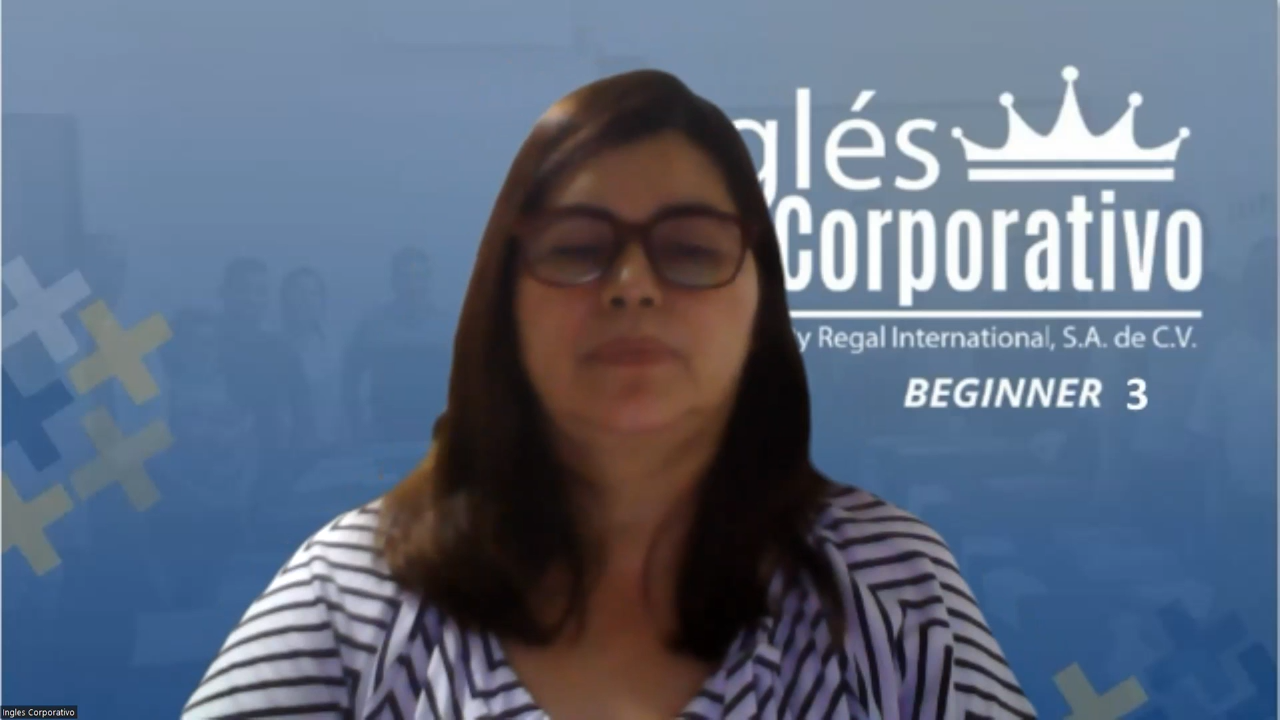 glés
Corporativo
y Regal International, S.A. de C.V.
BEGINNER 3
Ingles Corporativo